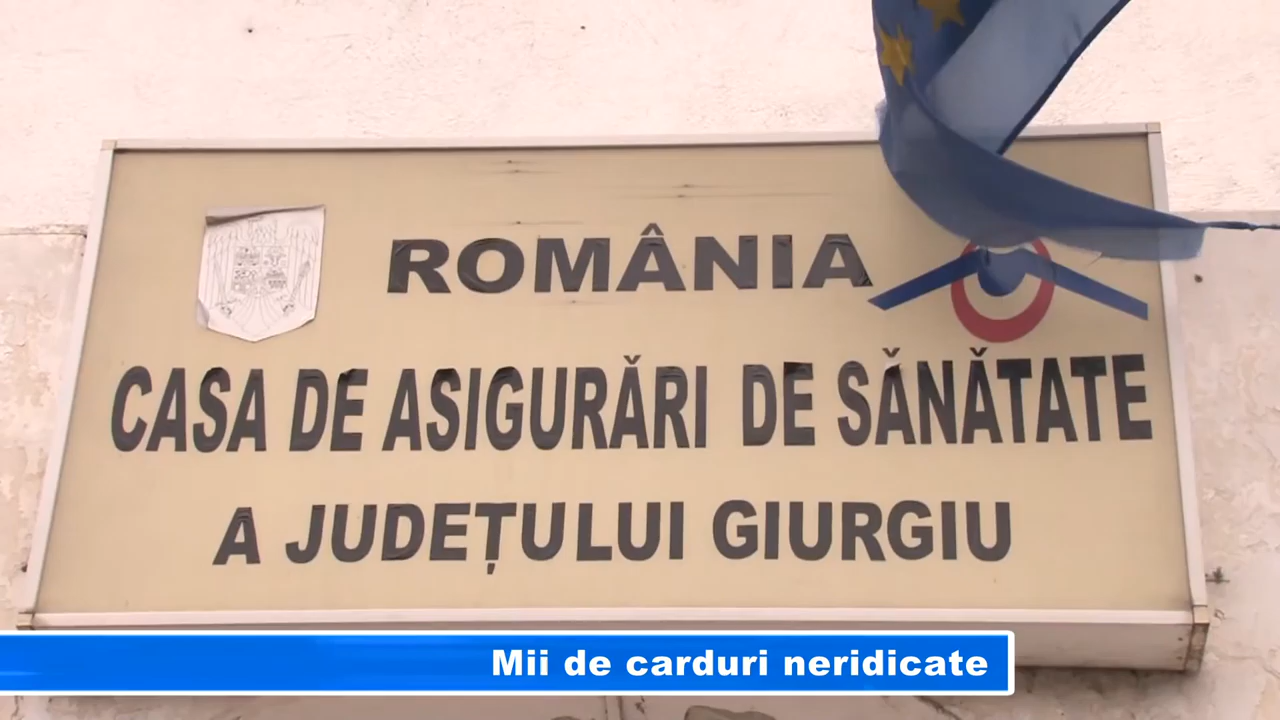 ROMÂNIA
CASA DE ASIGURĂRI DE SĂNĂTATE
A JUDEȚULUI GIURGIU
Mii de carduri neridicate